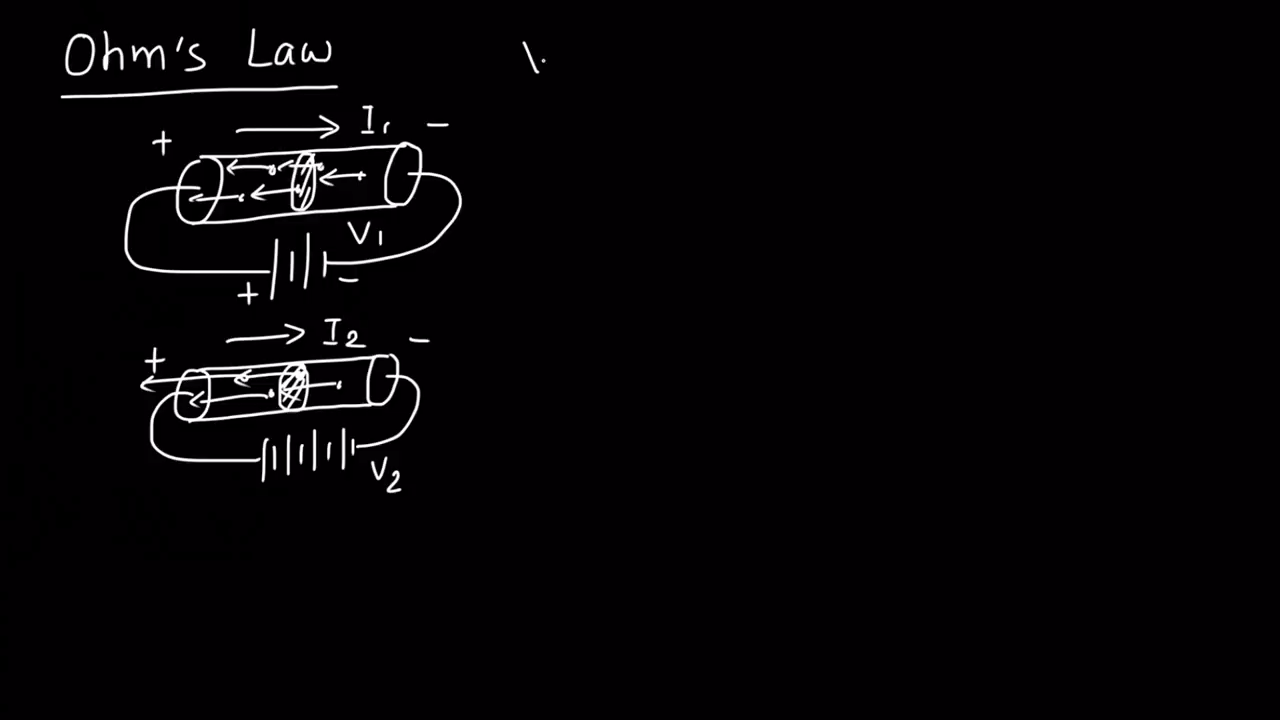 Ohm's Law
I₁ −
+
V₁
+ −
I₂ −
+
V₂